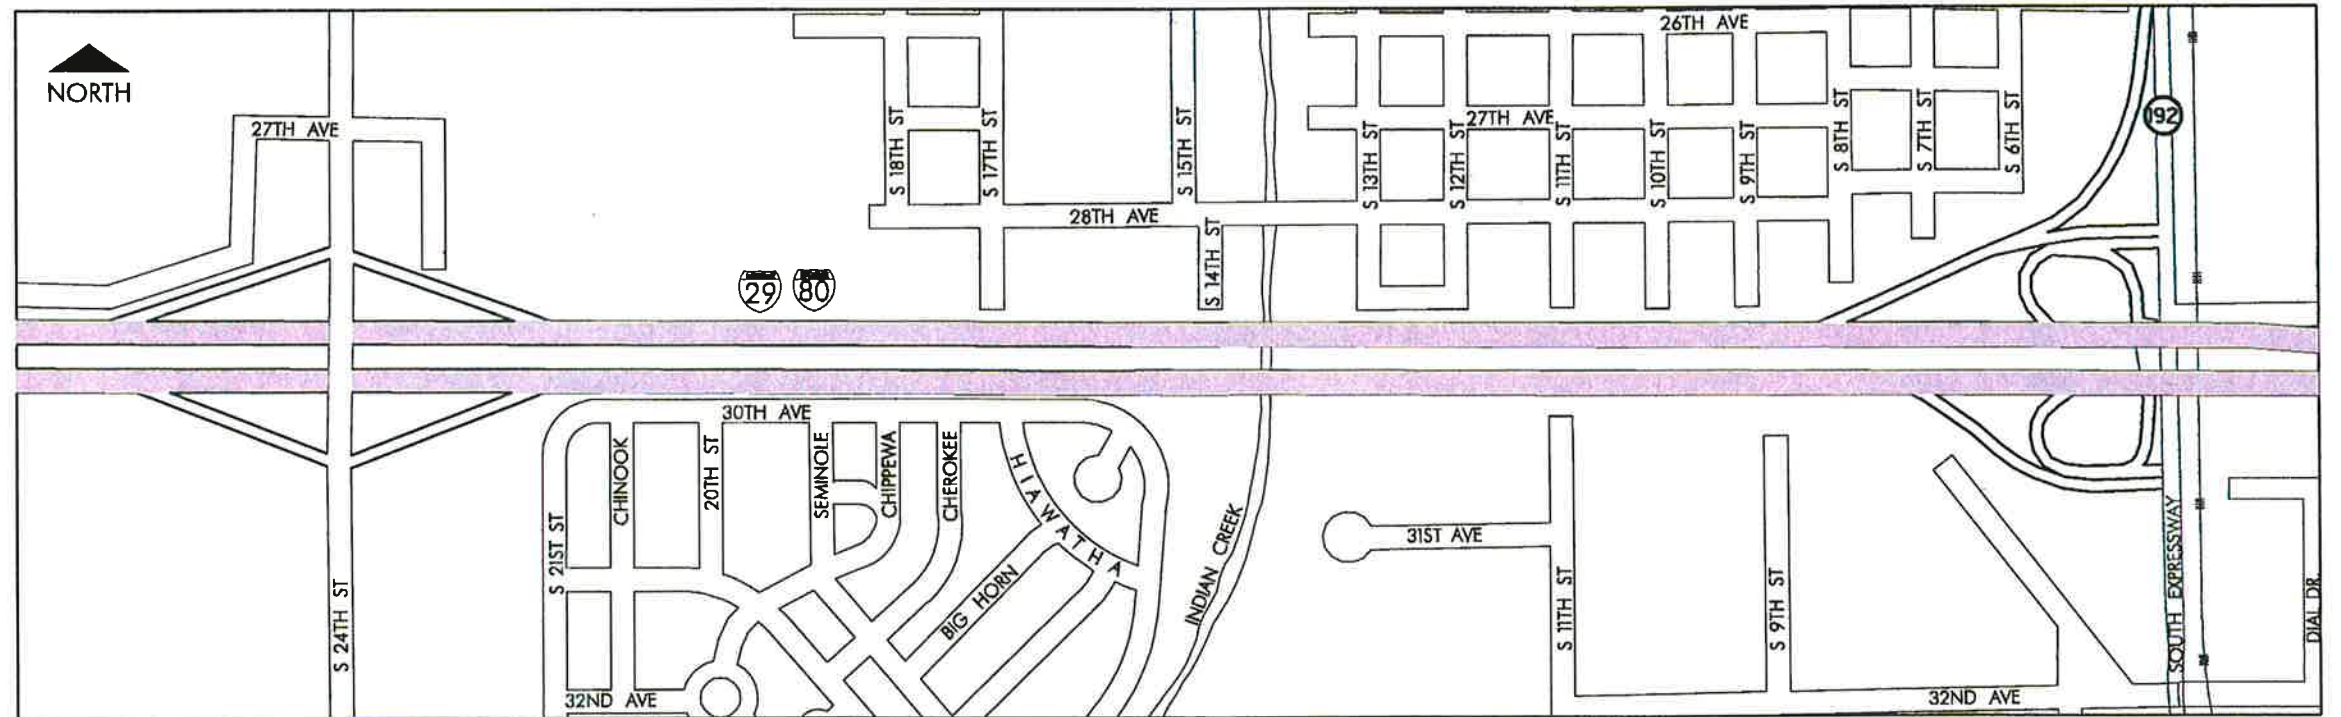 26TH AVE
NORTH
27TH AVE
192
S 18TH ST
S 17TH ST
S 15TH ST
27TH AVE
S 13TH ST
S 12TH ST
S 11TH ST
S 10TH ST
S 9TH ST
S 8TH ST
S 7TH ST
S 6TH ST
28TH AVE
S 14TH ST
29
80
30TH AVE
CHINOOK
20TH ST
SEMINOLE
CHIPPEWA
CHEROKEE
HIAWATHA
S 21ST ST
BIG HORN
INDIAN CREEK
31ST AVE
S 24TH ST
S 11TH ST
S 9TH ST
SOUTH EXPRESSWAY
DIAL DR.
32ND AVE
32ND AVE